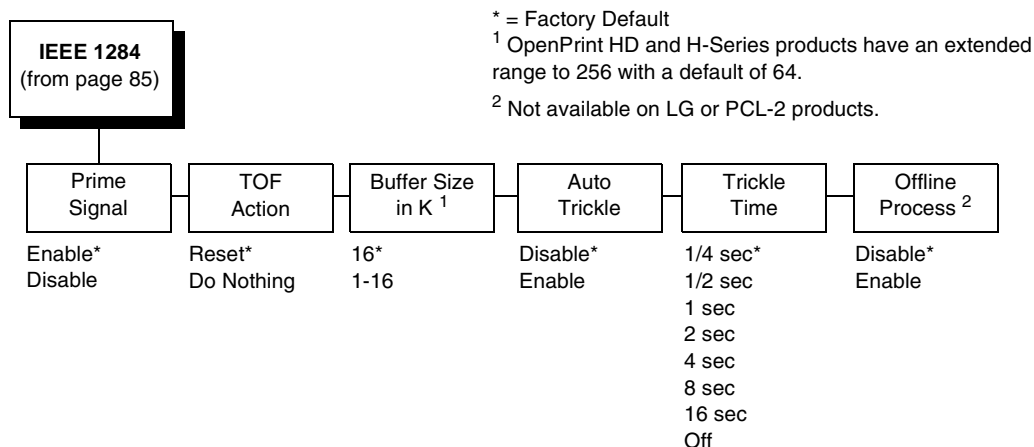 * = Factory Default
1 OpenPrint HD and H-Series products have an extended
range to 256 with a default of 64.
2 Not available on LG or PCL-2 products.
IEEE 1284
(from page 85)
Prime
Signal
Enable*
Disable
TOF
Action
Reset*
Do Nothing
Buffer Size
in K 1
16*
1-16
Auto
Trickle
Disable*
Enable
Trickle
Time
1/4 sec*
1/2 sec
1 sec
2 sec
4 sec
8 sec
16 sec
Off
Offline
Process 2
Disable*
Enable